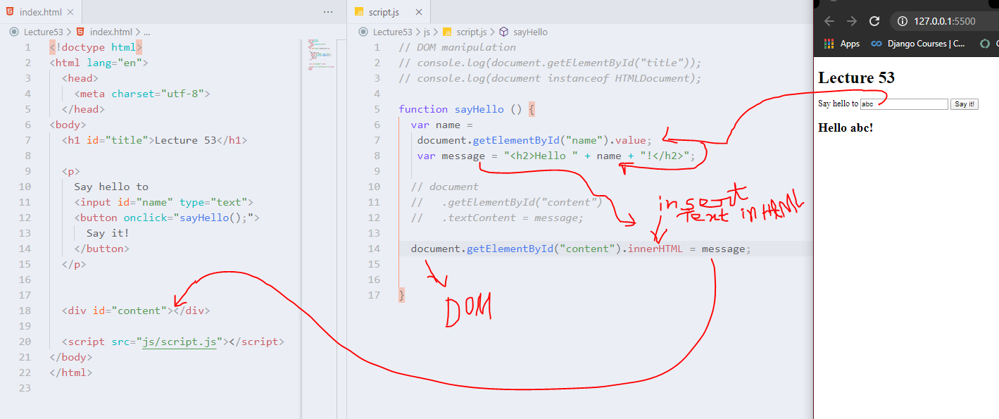 index.html
Lecture53 > index.html > ...
1 <!doctype html>
2 <html lang="en">
3 <head>
4 <meta charset="utf-8">
5 </head>
6 <body>
7 <h1 id="title">Lecture 53</h1>
8
9 <p>
10 Say hello to
11 <input id="name" type="text">
12 <button onclick="sayHello();">
13 Say it!
14 </button>
15 </p>
16
17
18 <div id="content"></div>
19
20 <script src="js/script.js"></script>
21 </body>
22 </html>
23
script.js
Lecture53 > js > script.js > sayHello
1 // DOM manipulation
2 // console.log(document.getElementById("title"));
3 // console.log(document instanceof HTMLDocument);
4
5 function sayHello () {
6 var name =
7 document.getElementById("name").value;
8 var message = "<h2>Hello " + name + "!</h2>";
9
10 // document
11 // .getElementById("content")
12 // .textContent = message;
13
14 document.getElementById("content").innerHTML = message;
15
16
17 }
insert
Text in HTML
DOM
127.0.0.1:5500
Apps
Django Courses | C...
Lecture 53
Say hello to abc Say it!
Hello abc!